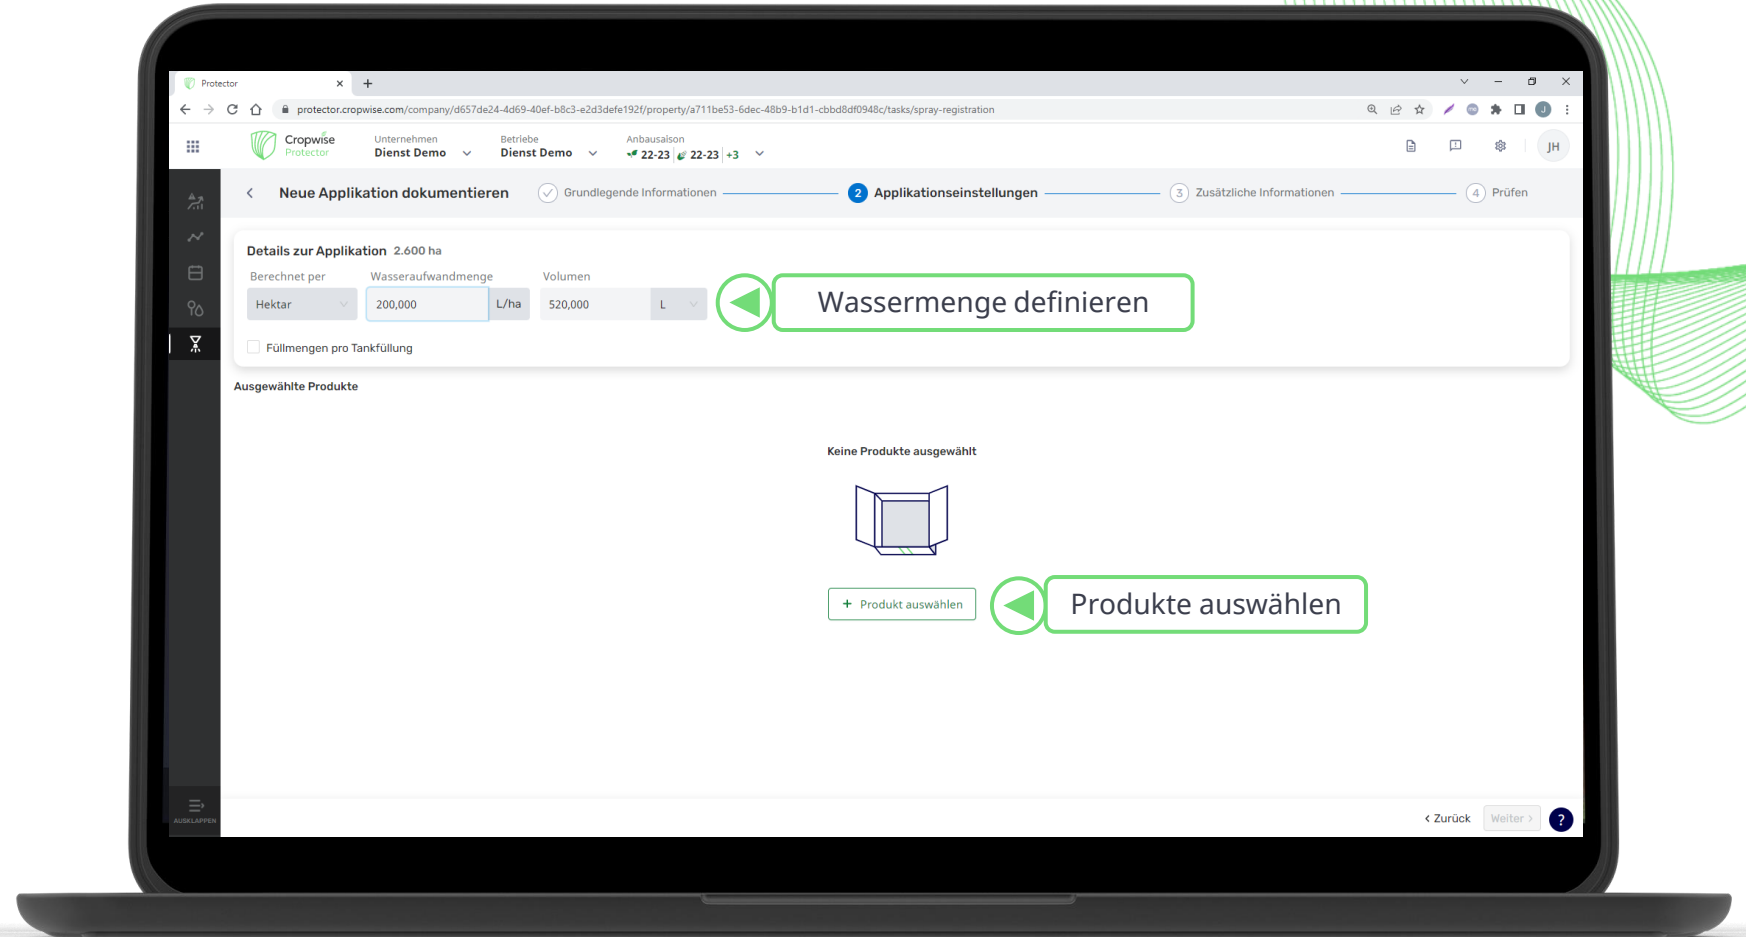 Protector
protector.cropwise.com/company/d657de24-4d69-40ef-b8c3-e2d3defe192f/property/a711be53-6dec-48b9-b1d1-cbbd8df0948c/tasks/spray-registration
J
Cropwise
Protector
Unternehmen
Dienst Demo
Betriebe
Dienst Demo
Anbausaison
22-23 22-23 +3
JH
Neue Applikation dokumentieren
Grundlegende Informationen
2 Applikationseinstellungen
3 Zusätzliche Informationen
4 Prüfen
Details zur Applikation 2.600 ha
Berechnet per Wasseraufwandmenge Volumen
Hektar 200,000 L/ha 520,000 L
Wassermenge definieren
Füllmengen pro Tankfüllung
Ausgewählte Produkte
Keine Produkte ausgewählt
+ Produkt auswählen
Produkte auswählen
AUSKLAPPEN
< Zurück Weiter > ?